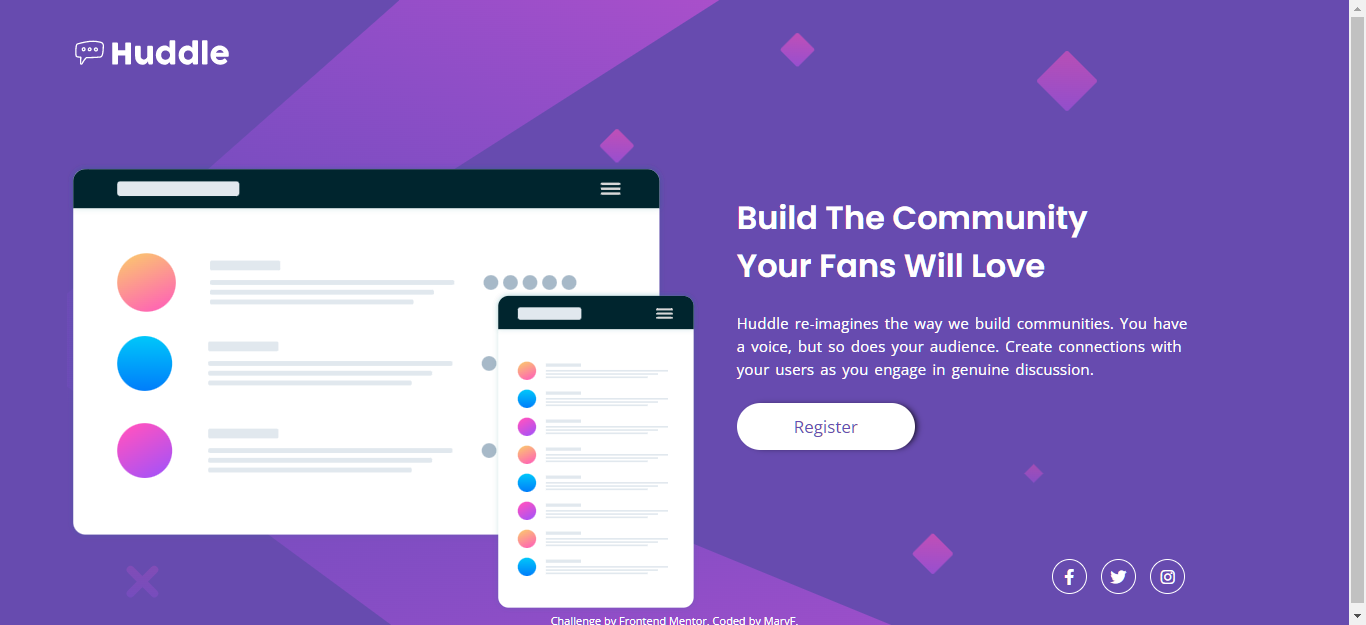 Huddle
Build The Community
Your Fans Will Love
Huddle re-imagines the way we build communities. You have
a voice, but so does your audience. Create connections with
your users as you engage in genuine discussion.
Register
Challenge by Frontend Mentor. Coded by MaryF.